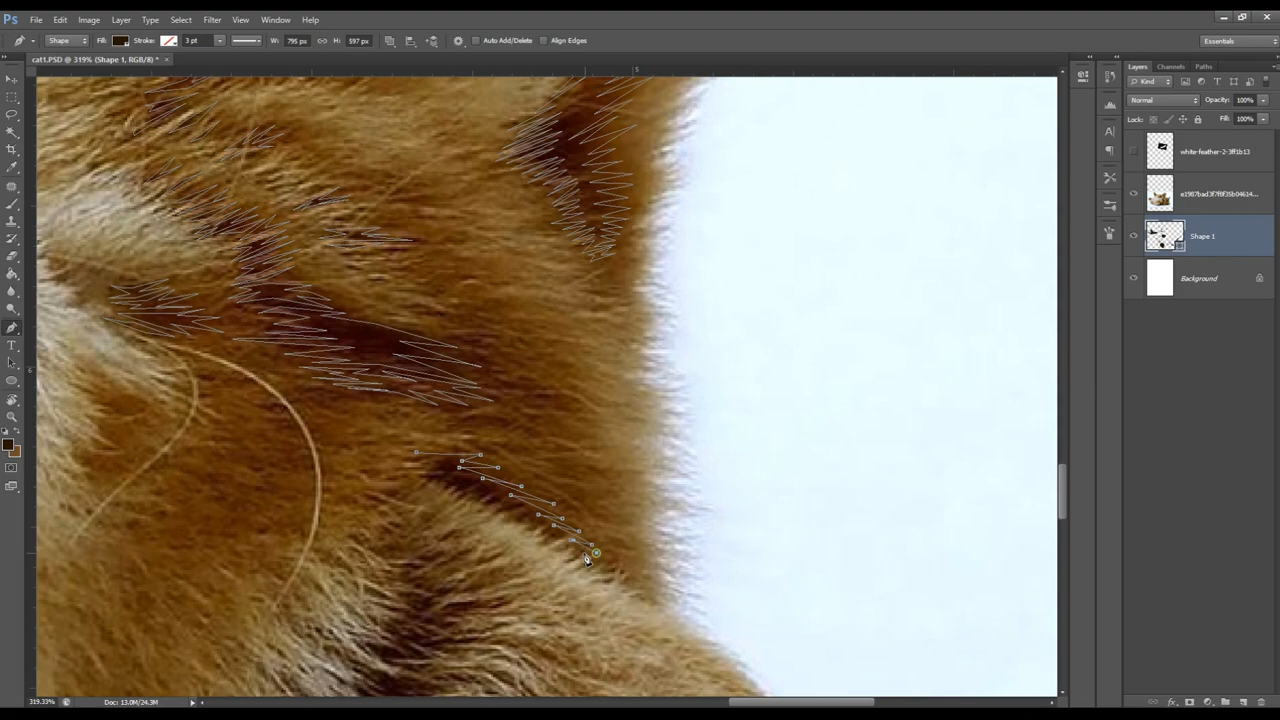 Ps File Edit Image Layer Type Select Filter View Window Help
Shape Fill: Stroke: 3 pt W: 795 px H: 597 px Auto Add/Delete Align Edges Essentials
cat1.PSD @ 319% (Shape 1, RGB/8) * ×
5
6
Layers Channels Paths
Kind
Normal Opacity: 100%
Lock: Fill: 100%
white-feather-2-3ff1b13
e1987bad3f7f8f35b04614...
Shape 1
Background
319.33% Doc: 13.0M/24.3M